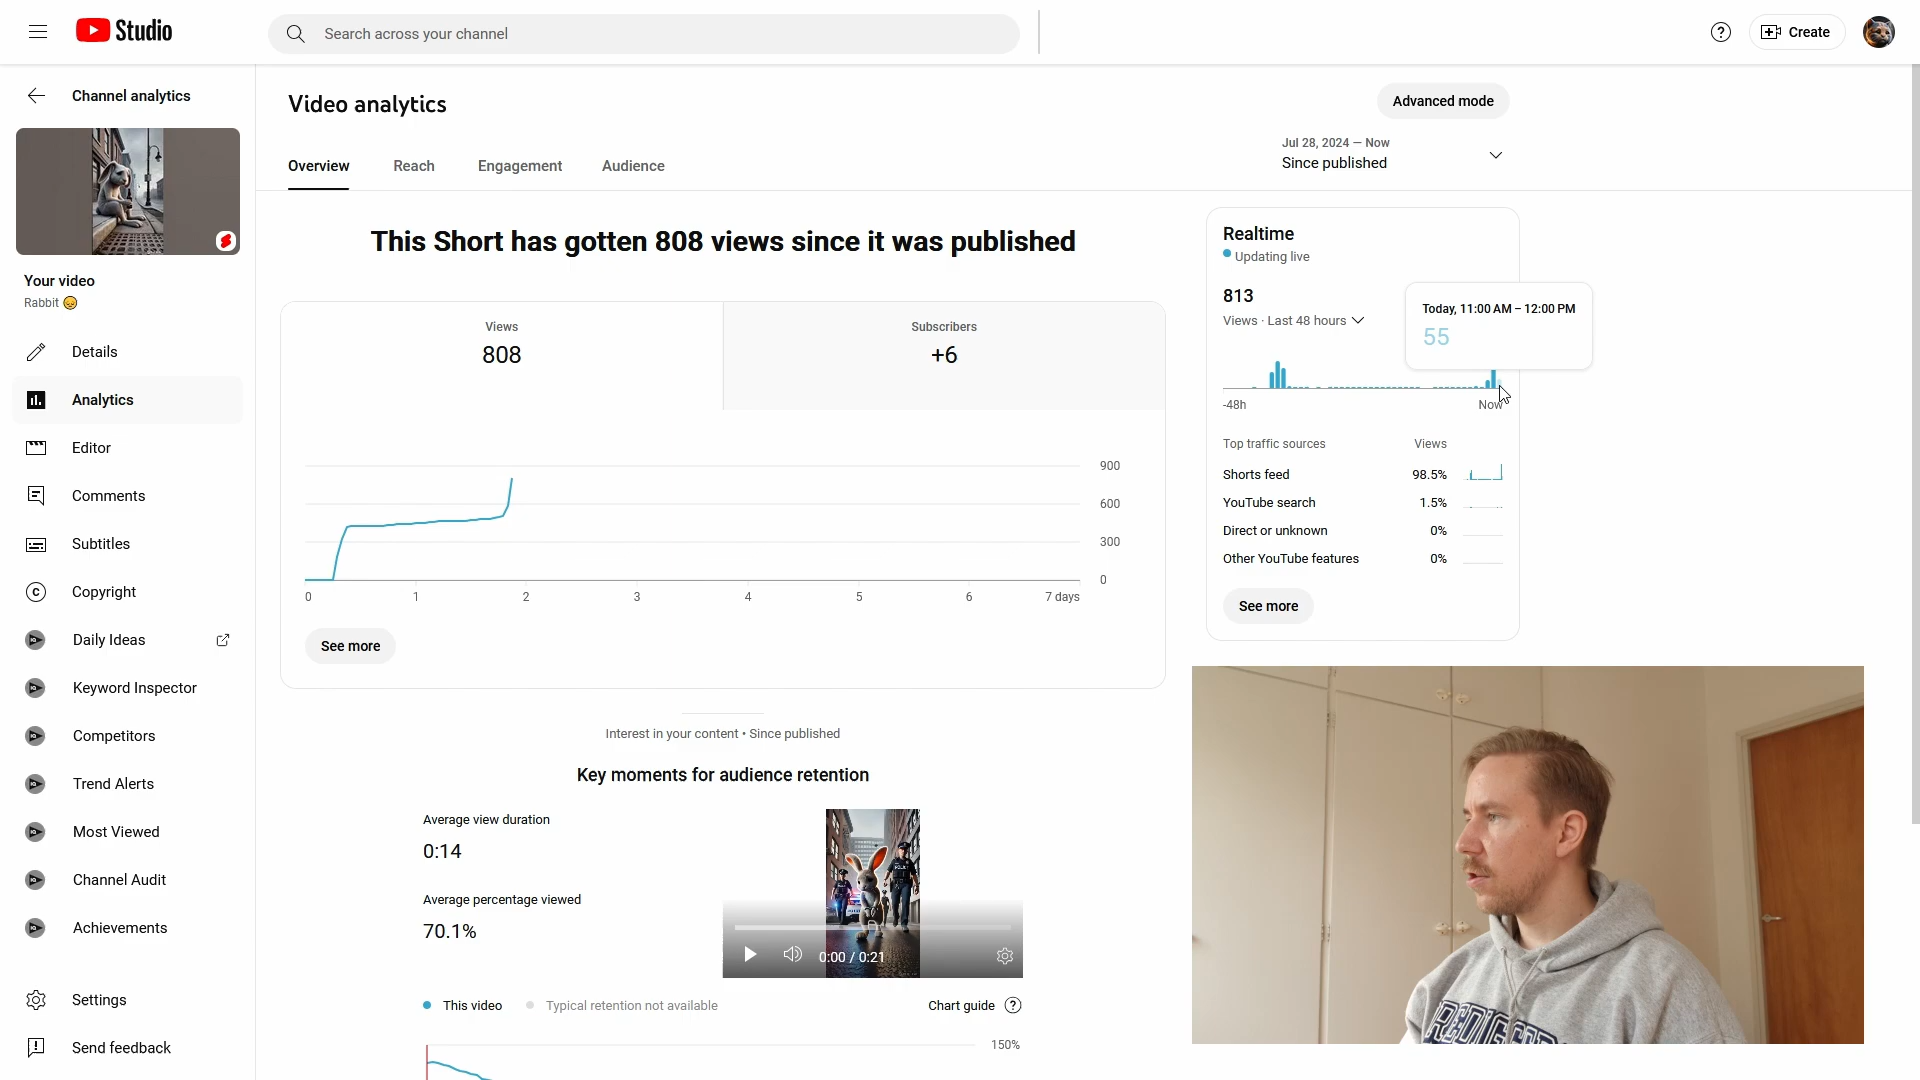 Studio
Search across your channel
Create
Channel analytics
Your video
Rabbit 😞
Details
Analytics
Editor
Comments
Subtitles
Copyright
Daily Ideas
Keyword Inspector
Competitors
Trend Alerts
Most Viewed
Channel Audit
Achievements
Settings
Send feedback
Video analytics
Advanced mode
Jul 28, 2024 – Now
Since published
Overview Reach Engagement Audience
This Short has gotten 808 views since it was published
Views
808
Subscribers
+6
900
600
300
0
0 1 2 3 4 5 6 7 days
See more
Interest in your content • Since published
Key moments for audience retention
Average view duration
0:14
Average percentage viewed
70.1%
0:00 / 0:21
This video Typical retention not available Chart guide
150%
Realtime
Updating live
813
Views · Last 48 hours
Today, 11:00 AM – 12:00 PM
55
-48h Now
Top traffic sources Views
Shorts feed 98.5%
YouTube search 1.5%
Direct or unknown 0%
Other YouTube features 0%
See more